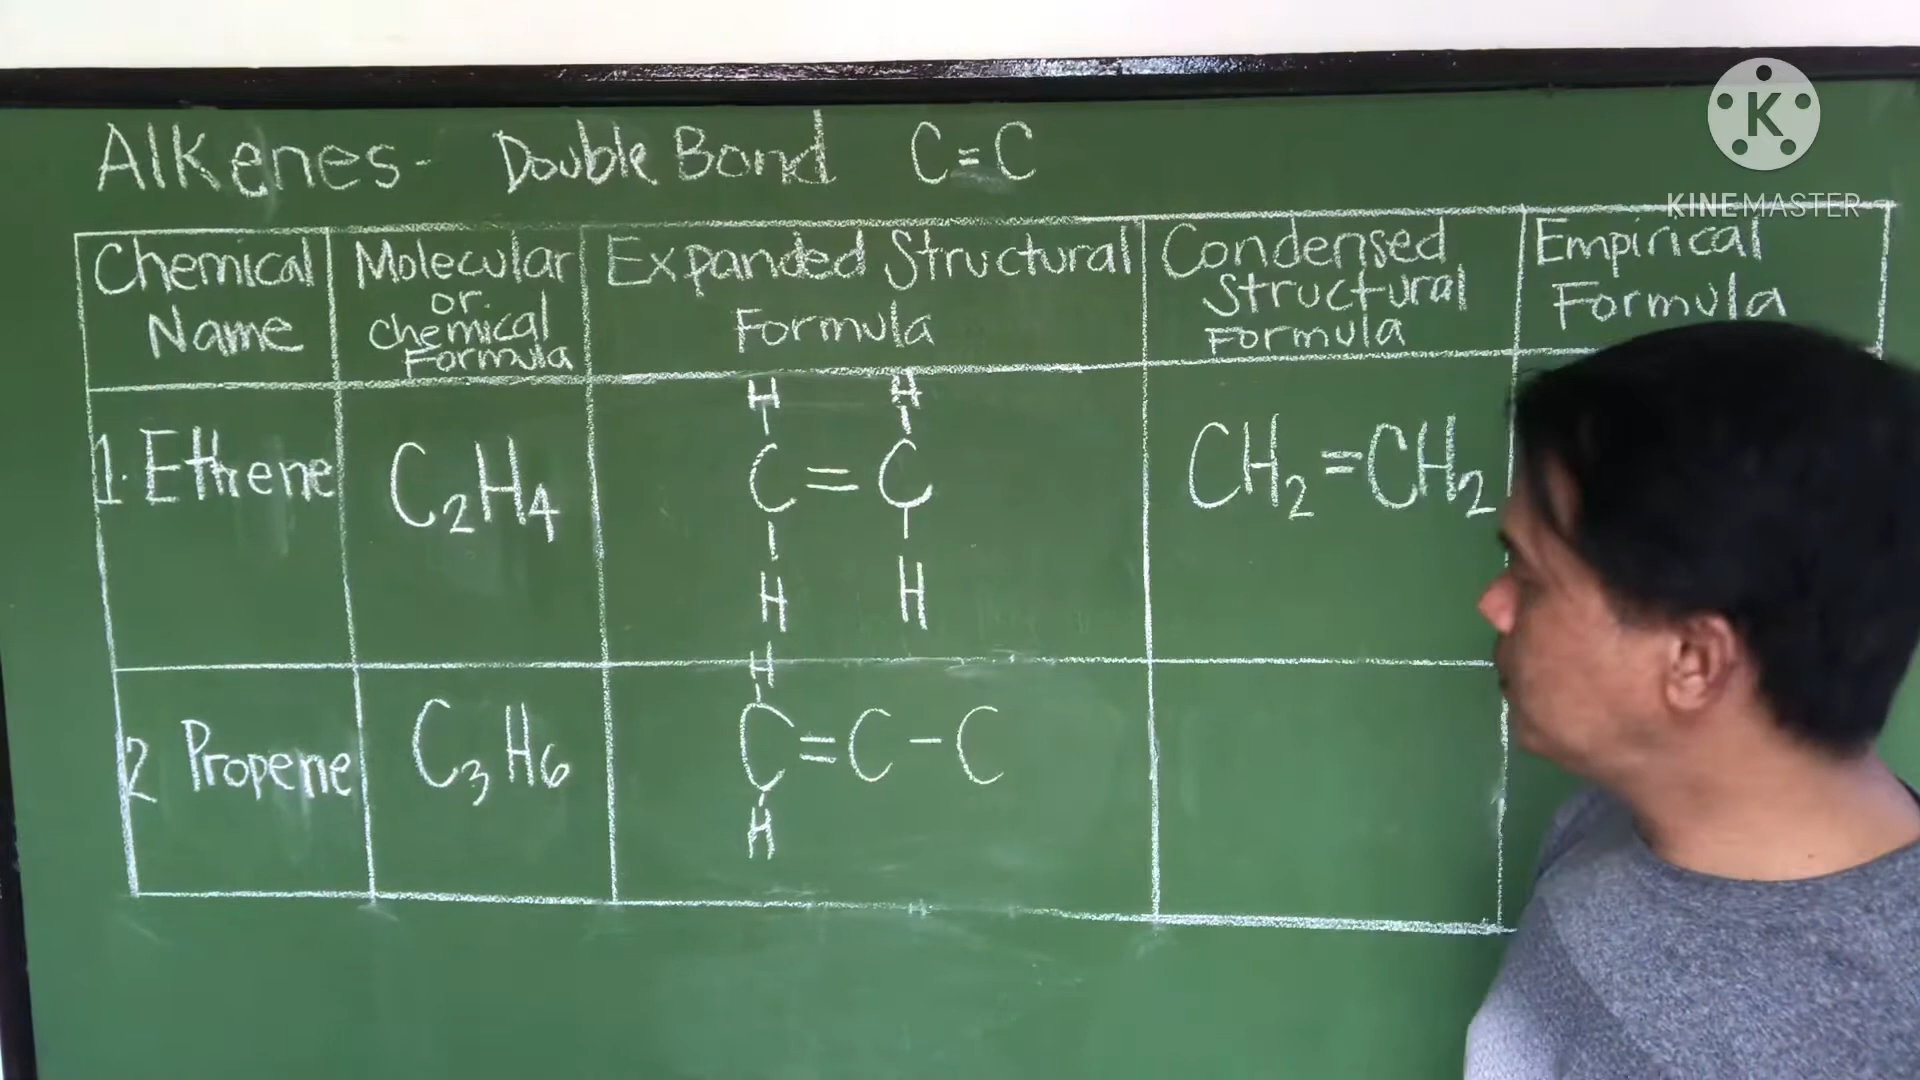 K
KINEMASTER
Alkenes- Double Bond C=C
Chemical
Name
Molecular
or
chemical
Formula
Expanded Structural
Formula
Condensed
Structural
Formula
Empirical
Formula
1. Ethene
C₂H₄
H H
C = C
H H
CH₂=CH₂
2 Propene
C₃H₆
H
C=C-C
H